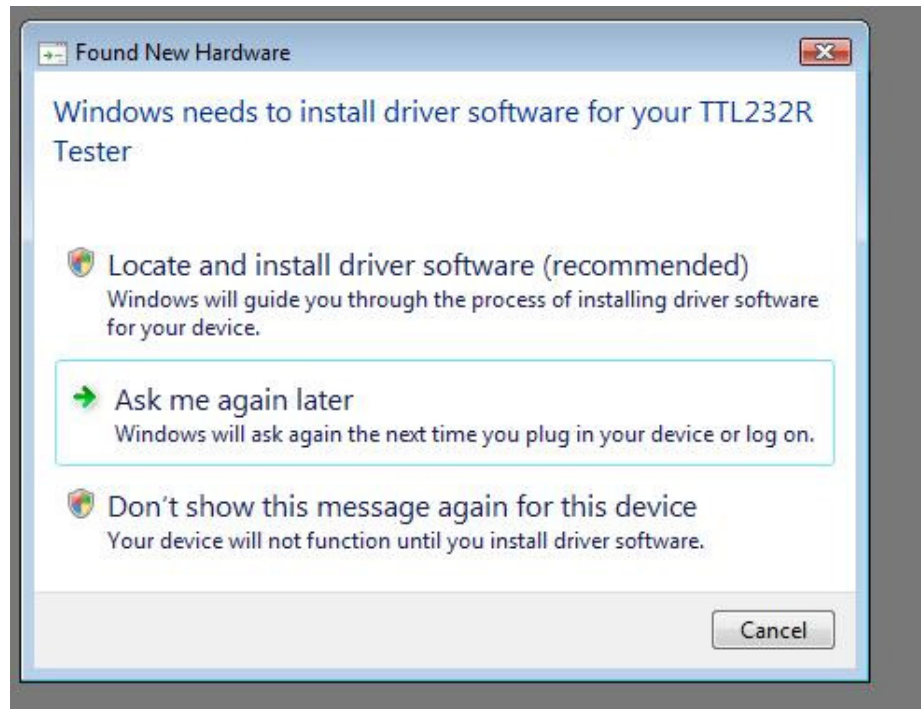 Found New Hardware
Windows needs to install driver software for your TTL232R
Tester
Locate and install driver software (recommended)
Windows will guide you through the process of installing driver software
for your device.
Ask me again later
Windows will ask again the next time you plug in your device or log on.
Don't show this message again for this device
Your device will not function until you install driver software.
Cancel